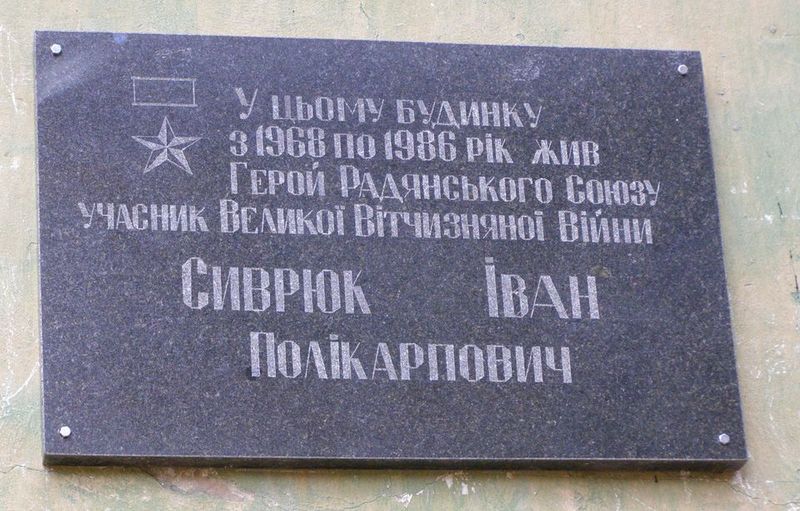 У цьому будинку
з 1968 по 1986 рік жив
Герой Радянського Союзу
учасник Великої Вітчизняної Війни
Сиврюк Іван
Полікарпович